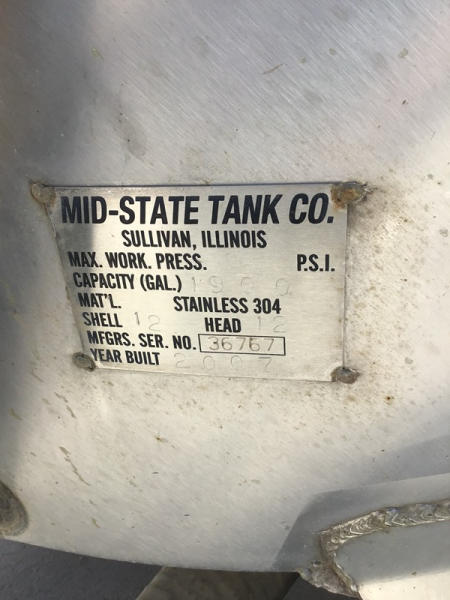 MID-STATE TANK CO.
SULLIVAN, ILLINOIS
MAX. WORK. PRESS. P.S.I.
CAPACITY (GAL.)
MAT'L. STAINLESS 304
SHELL 12 HEAD 12
MFGRS. SER. NO. 36767
YEAR BUILT 2007